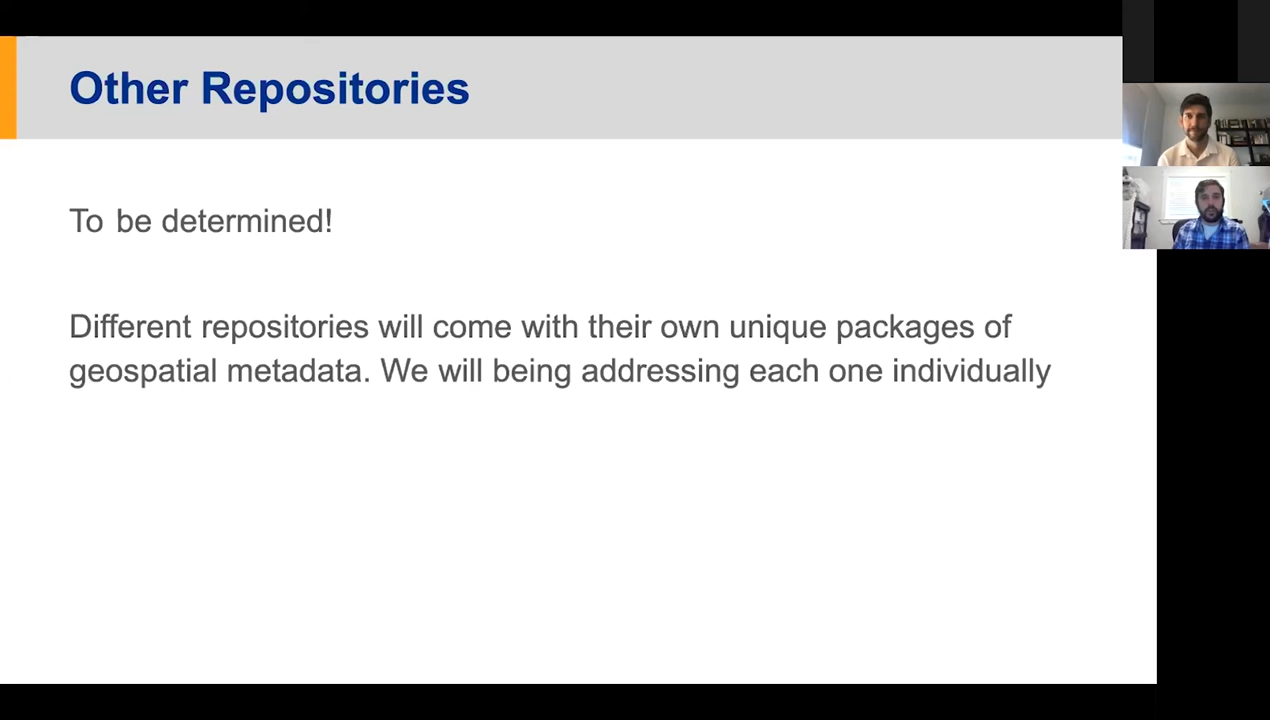 Other Repositories
To be determined!
Different repositories will come with their own unique packages of
geospatial metadata. We will being addressing each one individually